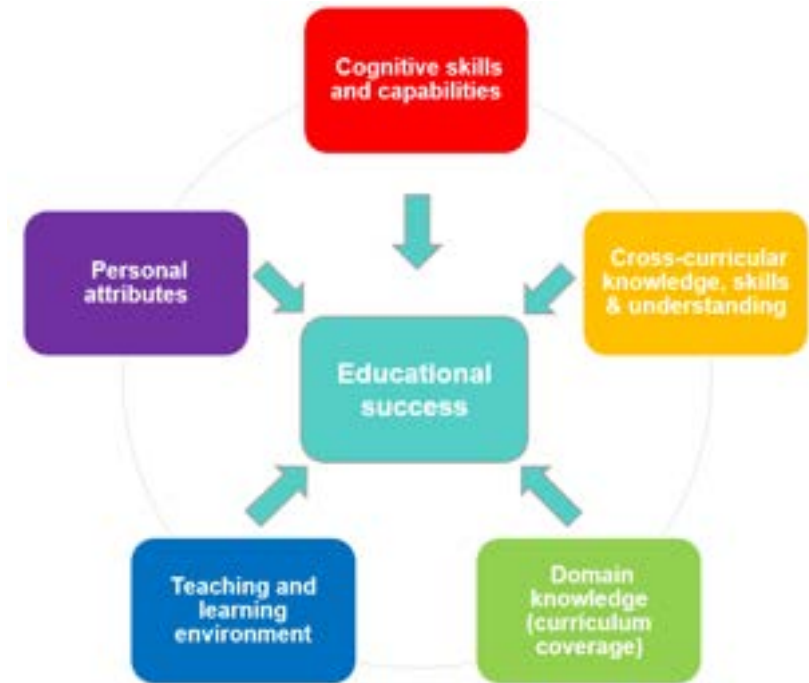 Cognitive skills
and capabilities
Personal
attributes
Cross-curricular
knowledge, skills
& understanding
Educational
success
Teaching and
learning
environment
Domain
knowledge
(curriculum
coverage)